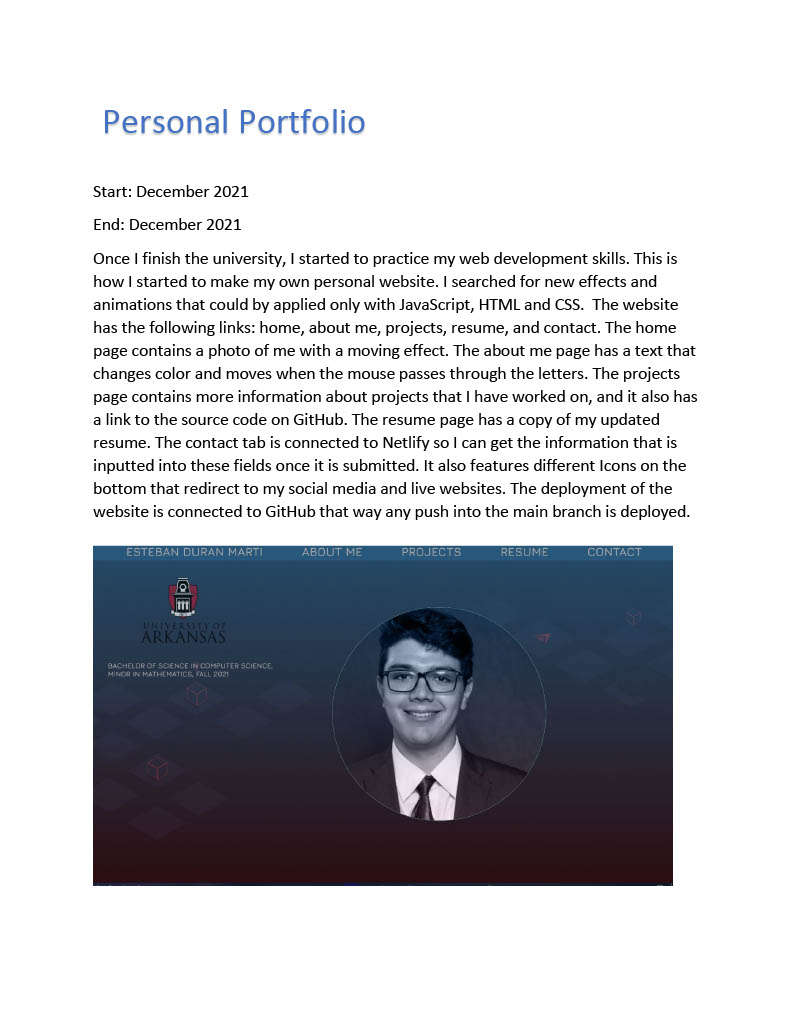 Personal Portfolio
Start: December 2021
End: December 2021
Once I finish the university, I started to practice my web development skills. This is
how I started to make my own personal website. I searched for new effects and
animations that could by applied only with JavaScript, HTML and CSS.  The website
has the following links: home, about me, projects, resume, and contact. The home
page contains a photo of me with a moving effect. The about me page has a text that
changes color and moves when the mouse passes through the letters. The projects
page contains more information about projects that I have worked on, and it also has
a link to the source code on GitHub. The resume page has a copy of my updated
resume. The contact tab is connected to Netlify so I can get the information that is
inputted into these fields once it is submitted. It also features different Icons on the
bottom that redirect to my social media and live websites. The deployment of the
website is connected to GitHub that way any push into the main branch is deployed.
ESTEBAN DURAN MARTI ABOUT ME PROJECTS RESUME CONTACT
UNIVERSITY OF
ARKANSAS
BACHELOR OF SCIENCE IN COMPUTER SCIENCE,
MINOR IN MATHEMATICS, FALL 2021